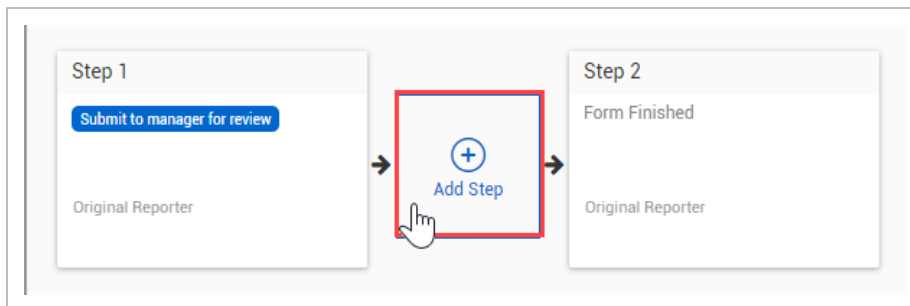 Step 1
Submit to manager for review
Original Reporter
Add Step
Step 2
Form Finished
Original Reporter